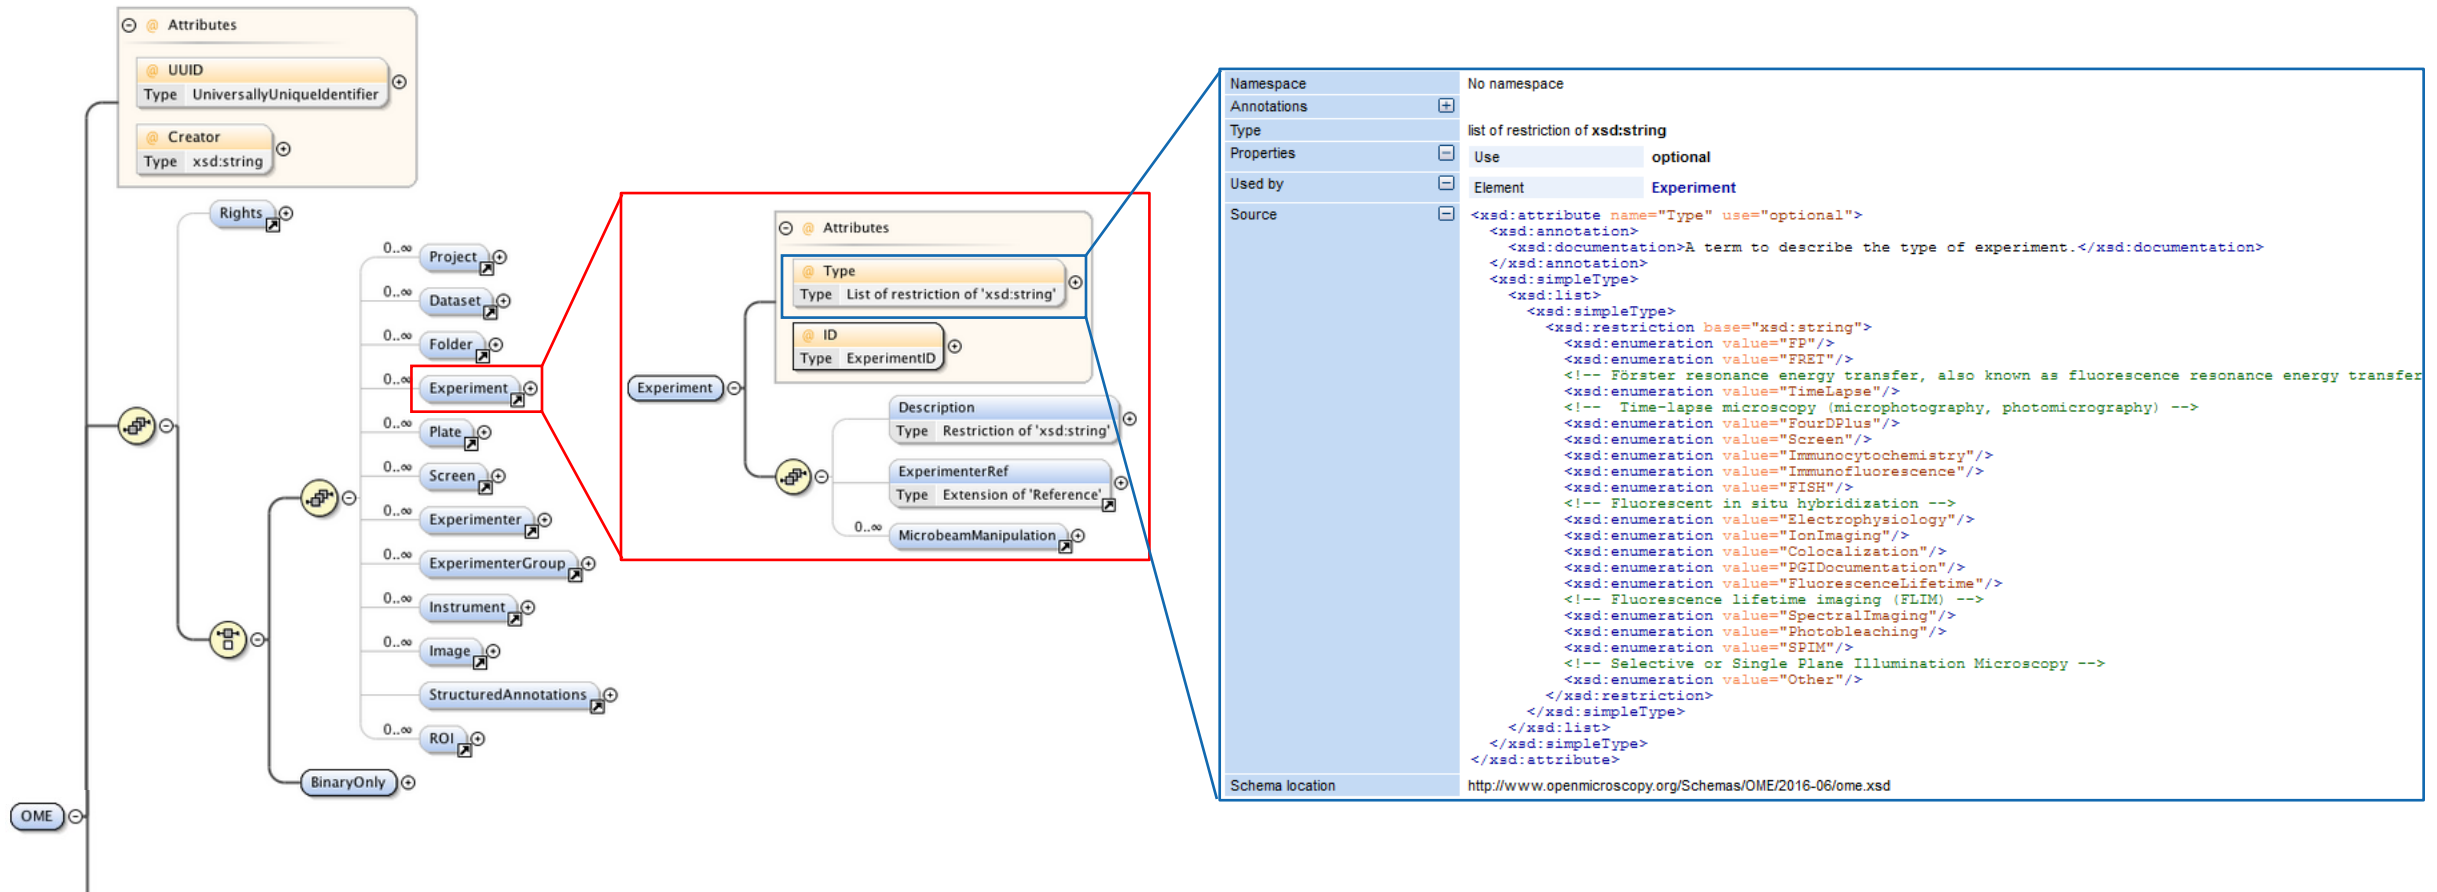 @ Attributes
@ UUID
Type UniversallyUniqueIdentifier
@ Creator
Type xsd:string
Rights
0..∞ Project
0..∞ Dataset
0..∞ Folder
0..∞ Experiment
0..∞ Plate
0..∞ Screen
0..∞ Experimenter
0..∞ ExperimenterGroup
0..∞ Instrument
0..∞ Image
StructuredAnnotations
0..∞ ROI
BinaryOnly
OME
@ Attributes
@ Type
Type List of restriction of 'xsd:string'
@ ID
Type ExperimentID
Experiment
Description
Type Restriction of 'xsd:string'
ExperimenterRef
Type Extension of 'Reference'
0..∞ MicrobeamManipulation
Namespace No namespace
Annotations
Type list of restriction of xsd:string
Properties Use optional
Used by Element Experiment
Source <xsd:attribute name="Type" use="optional">
<xsd:annotation>
<xsd:documentation>A term to describe the type of experiment.</xsd:documentation>
</xsd:annotation>
<xsd:simpleType>
<xsd:list>
<xsd:simpleType>
<xsd:restriction base="xsd:string">
<xsd:enumeration value="FP"/>
<xsd:enumeration value="FRET"/>
<!-- Förster resonance energy transfer, also known as fluorescence resonance energy transfer
<xsd:enumeration value="TimeLapse"/>
<!-- Time-lapse microscopy (microphotography, photomicrography) -->
<xsd:enumeration value="FourDPlus"/>
<xsd:enumeration value="Screen"/>
<xsd:enumeration value="Immunocytochemistry"/>
<xsd:enumeration value="Immunofluorescence"/>
<xsd:enumeration value="FISH"/>
<!-- Fluorescent in situ hybridization -->
<xsd:enumeration value="Electrophysiology"/>
<xsd:enumeration value="IonImaging"/>
<xsd:enumeration value="Colocalization"/>
<xsd:enumeration value="PGIDocumentation"/>
<xsd:enumeration value="FluorescenceLifetime"/>
<!-- Fluorescence lifetime imaging (FLIM) -->
<xsd:enumeration value="SpectralImaging"/>
<xsd:enumeration value="Photobleaching"/>
<xsd:enumeration value="SPIM"/>
<!-- Selective or Single Plane Illumination Microscopy -->
<xsd:enumeration value="Other"/>
</xsd:restriction>
</xsd:simpleType>
</xsd:list>
</xsd:simpleType>
</xsd:attribute>
Schema location http://www.openmicroscopy.org/Schemas/OME/2016-06/ome.xsd